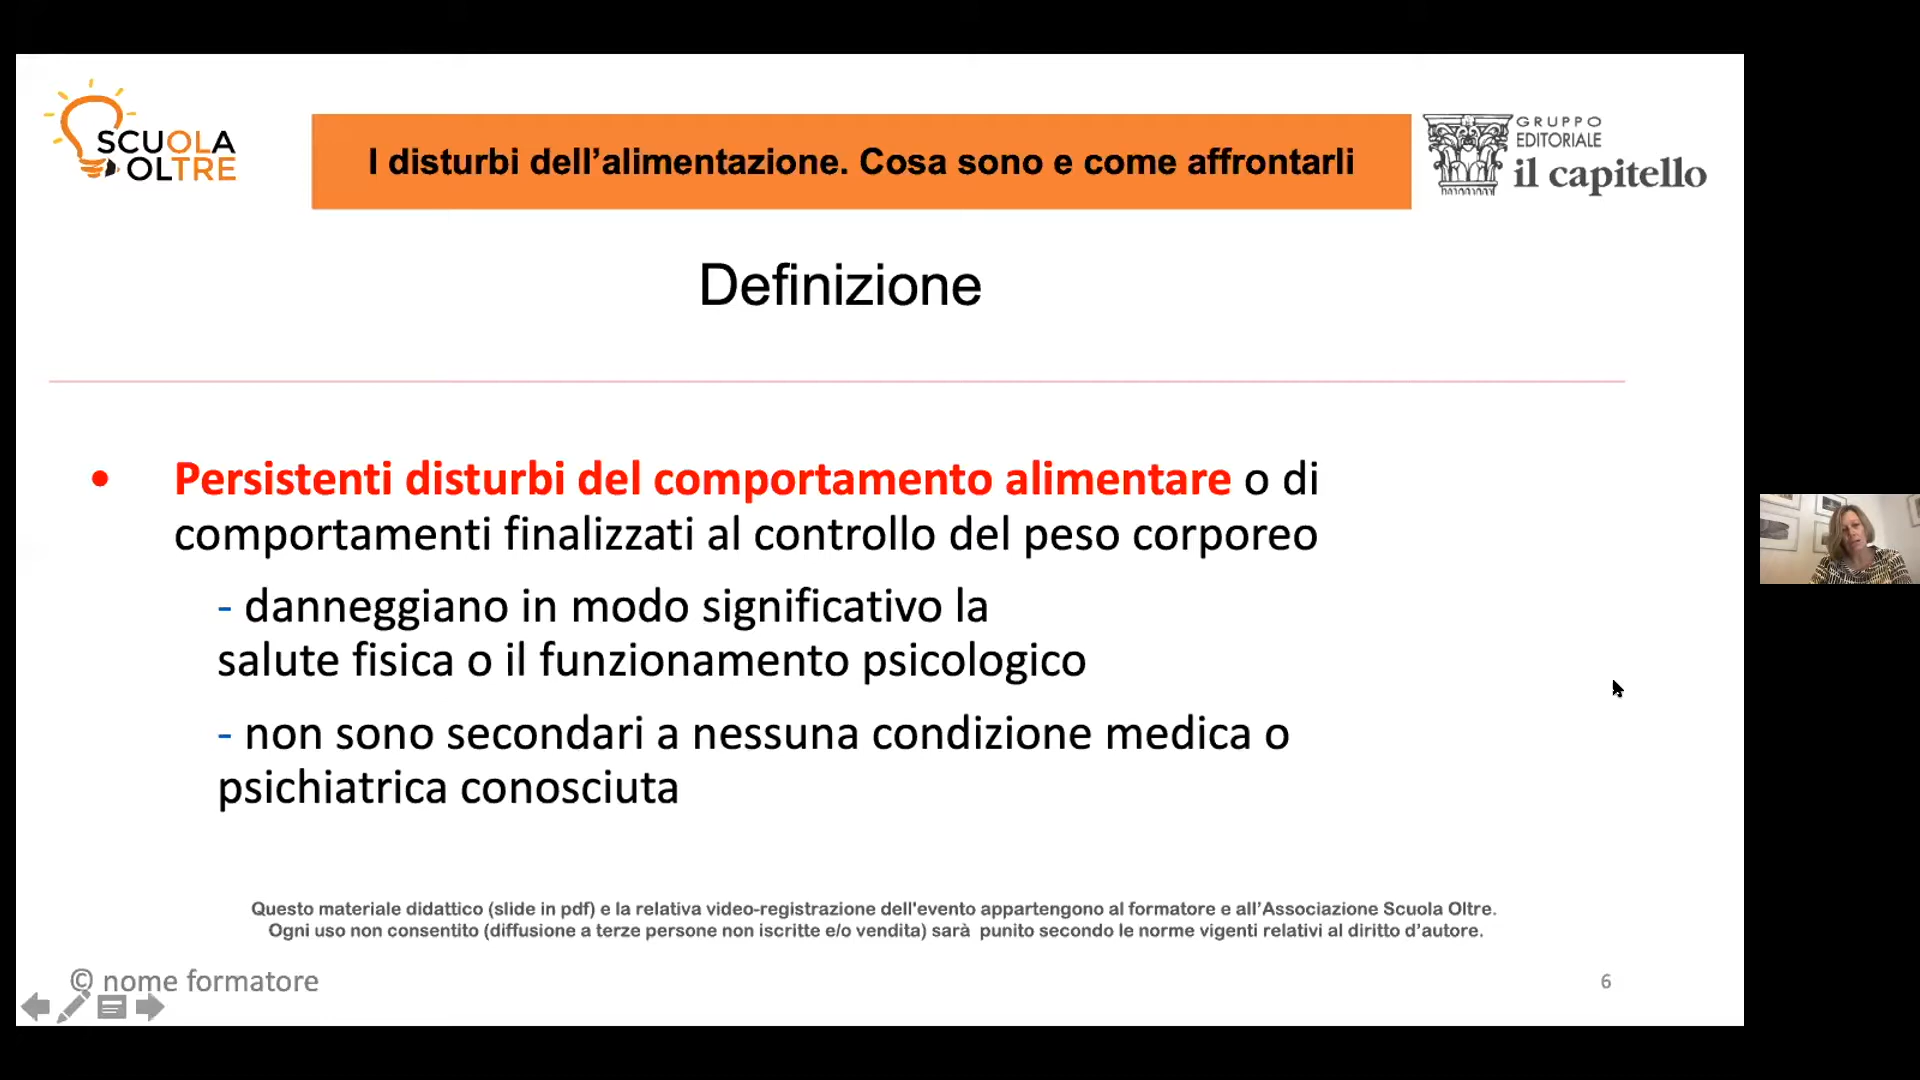 SCUOLA
OLTRE
I disturbi dell’alimentazione. Cosa sono e come affrontarli
GRUPPO
EDITORIALE
il capitello
Definizione
• Persistenti disturbi del comportamento alimentare o di
comportamenti finalizzati al controllo del peso corporeo
- danneggiano in modo significativo la
salute fisica o il funzionamento psicologico
- non sono secondari a nessuna condizione medica o
psichiatrica conosciuta
Questo materiale didattico (slide in pdf) e la relativa video-registrazione dell'evento appartengono al formatore e all’Associazione Scuola Oltre.
Ogni uso non consentito (diffusione a terze persone non iscritte e/o vendita) sarà punito secondo le norme vigenti relativi al diritto d’autore.
© nome formatore
6